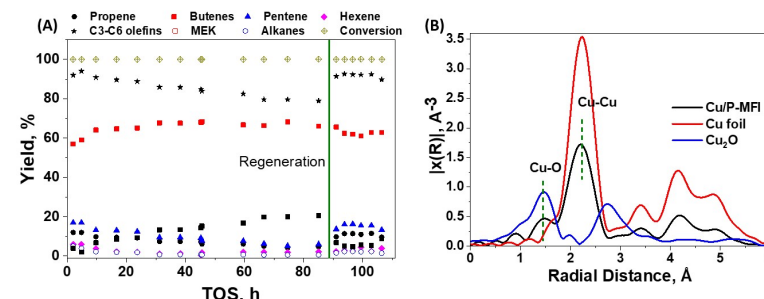 (A)
Propene Butenes Pentene Hexene
C3-C6 olefins MEK Alkanes Conversion
100
80
60
40
20
0
Yield, %
Regeneration
0 20 40 60 80 100
TOS, h
(B)
3.5
3.0
2.5
2.0
1.5
1.0
0.5
0.0
|x(R)|, A-3
Cu-Cu
Cu-O
Cu/P-MFI
Cu foil
Cu₂O
0 1 2 3 4 5
Radial Distance, Å